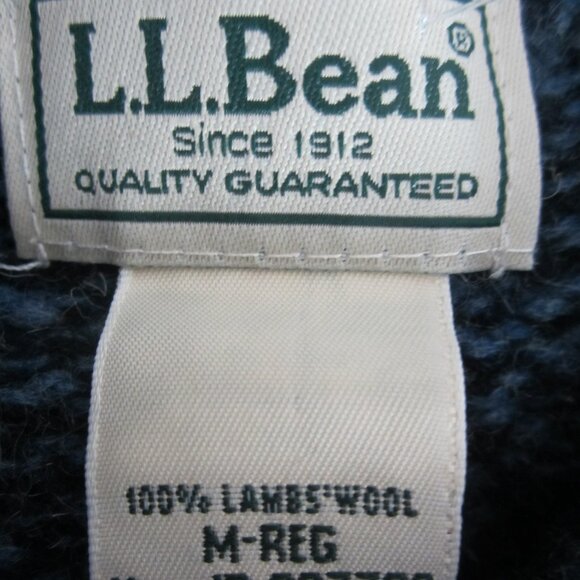 L.L.Bean®
Since 1912
QUALITY GUARANTEED
100% LAMBS' WOOL
M-REG